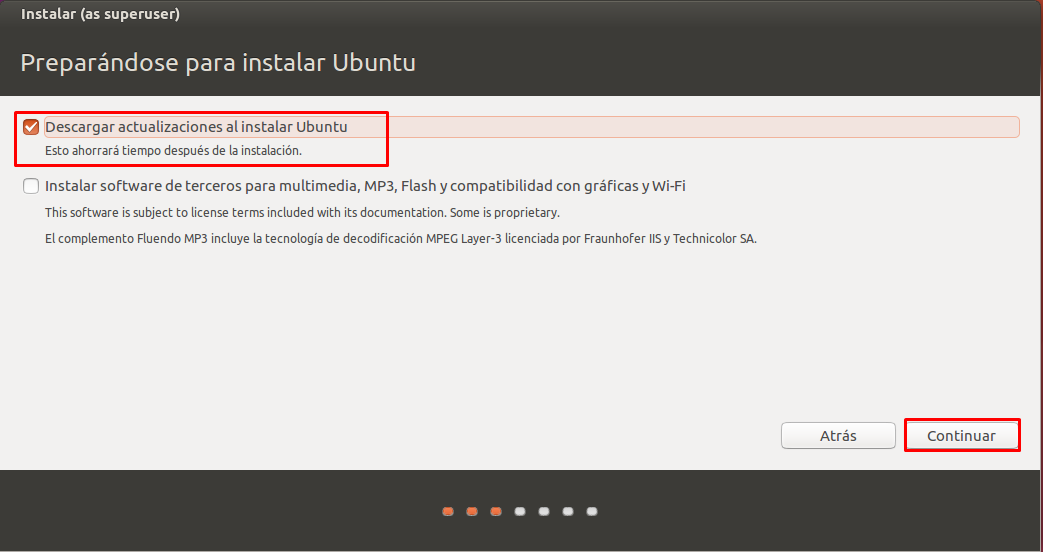 Instalar (as superuser)
Preparándose para instalar Ubuntu
Descargar actualizaciones al instalar Ubuntu
Esto ahorrará tiempo después de la instalación.
Instalar software de terceros para multimedia, MP3, Flash y compatibilidad con gráficas y Wi-Fi
This software is subject to license terms included with its documentation. Some is proprietary.
El complemento Fluendo MP3 incluye la tecnología de decodificación MPEG Layer-3 licenciada por Fraunhofer IIS y Technicolor SA.
Atrás
Continuar